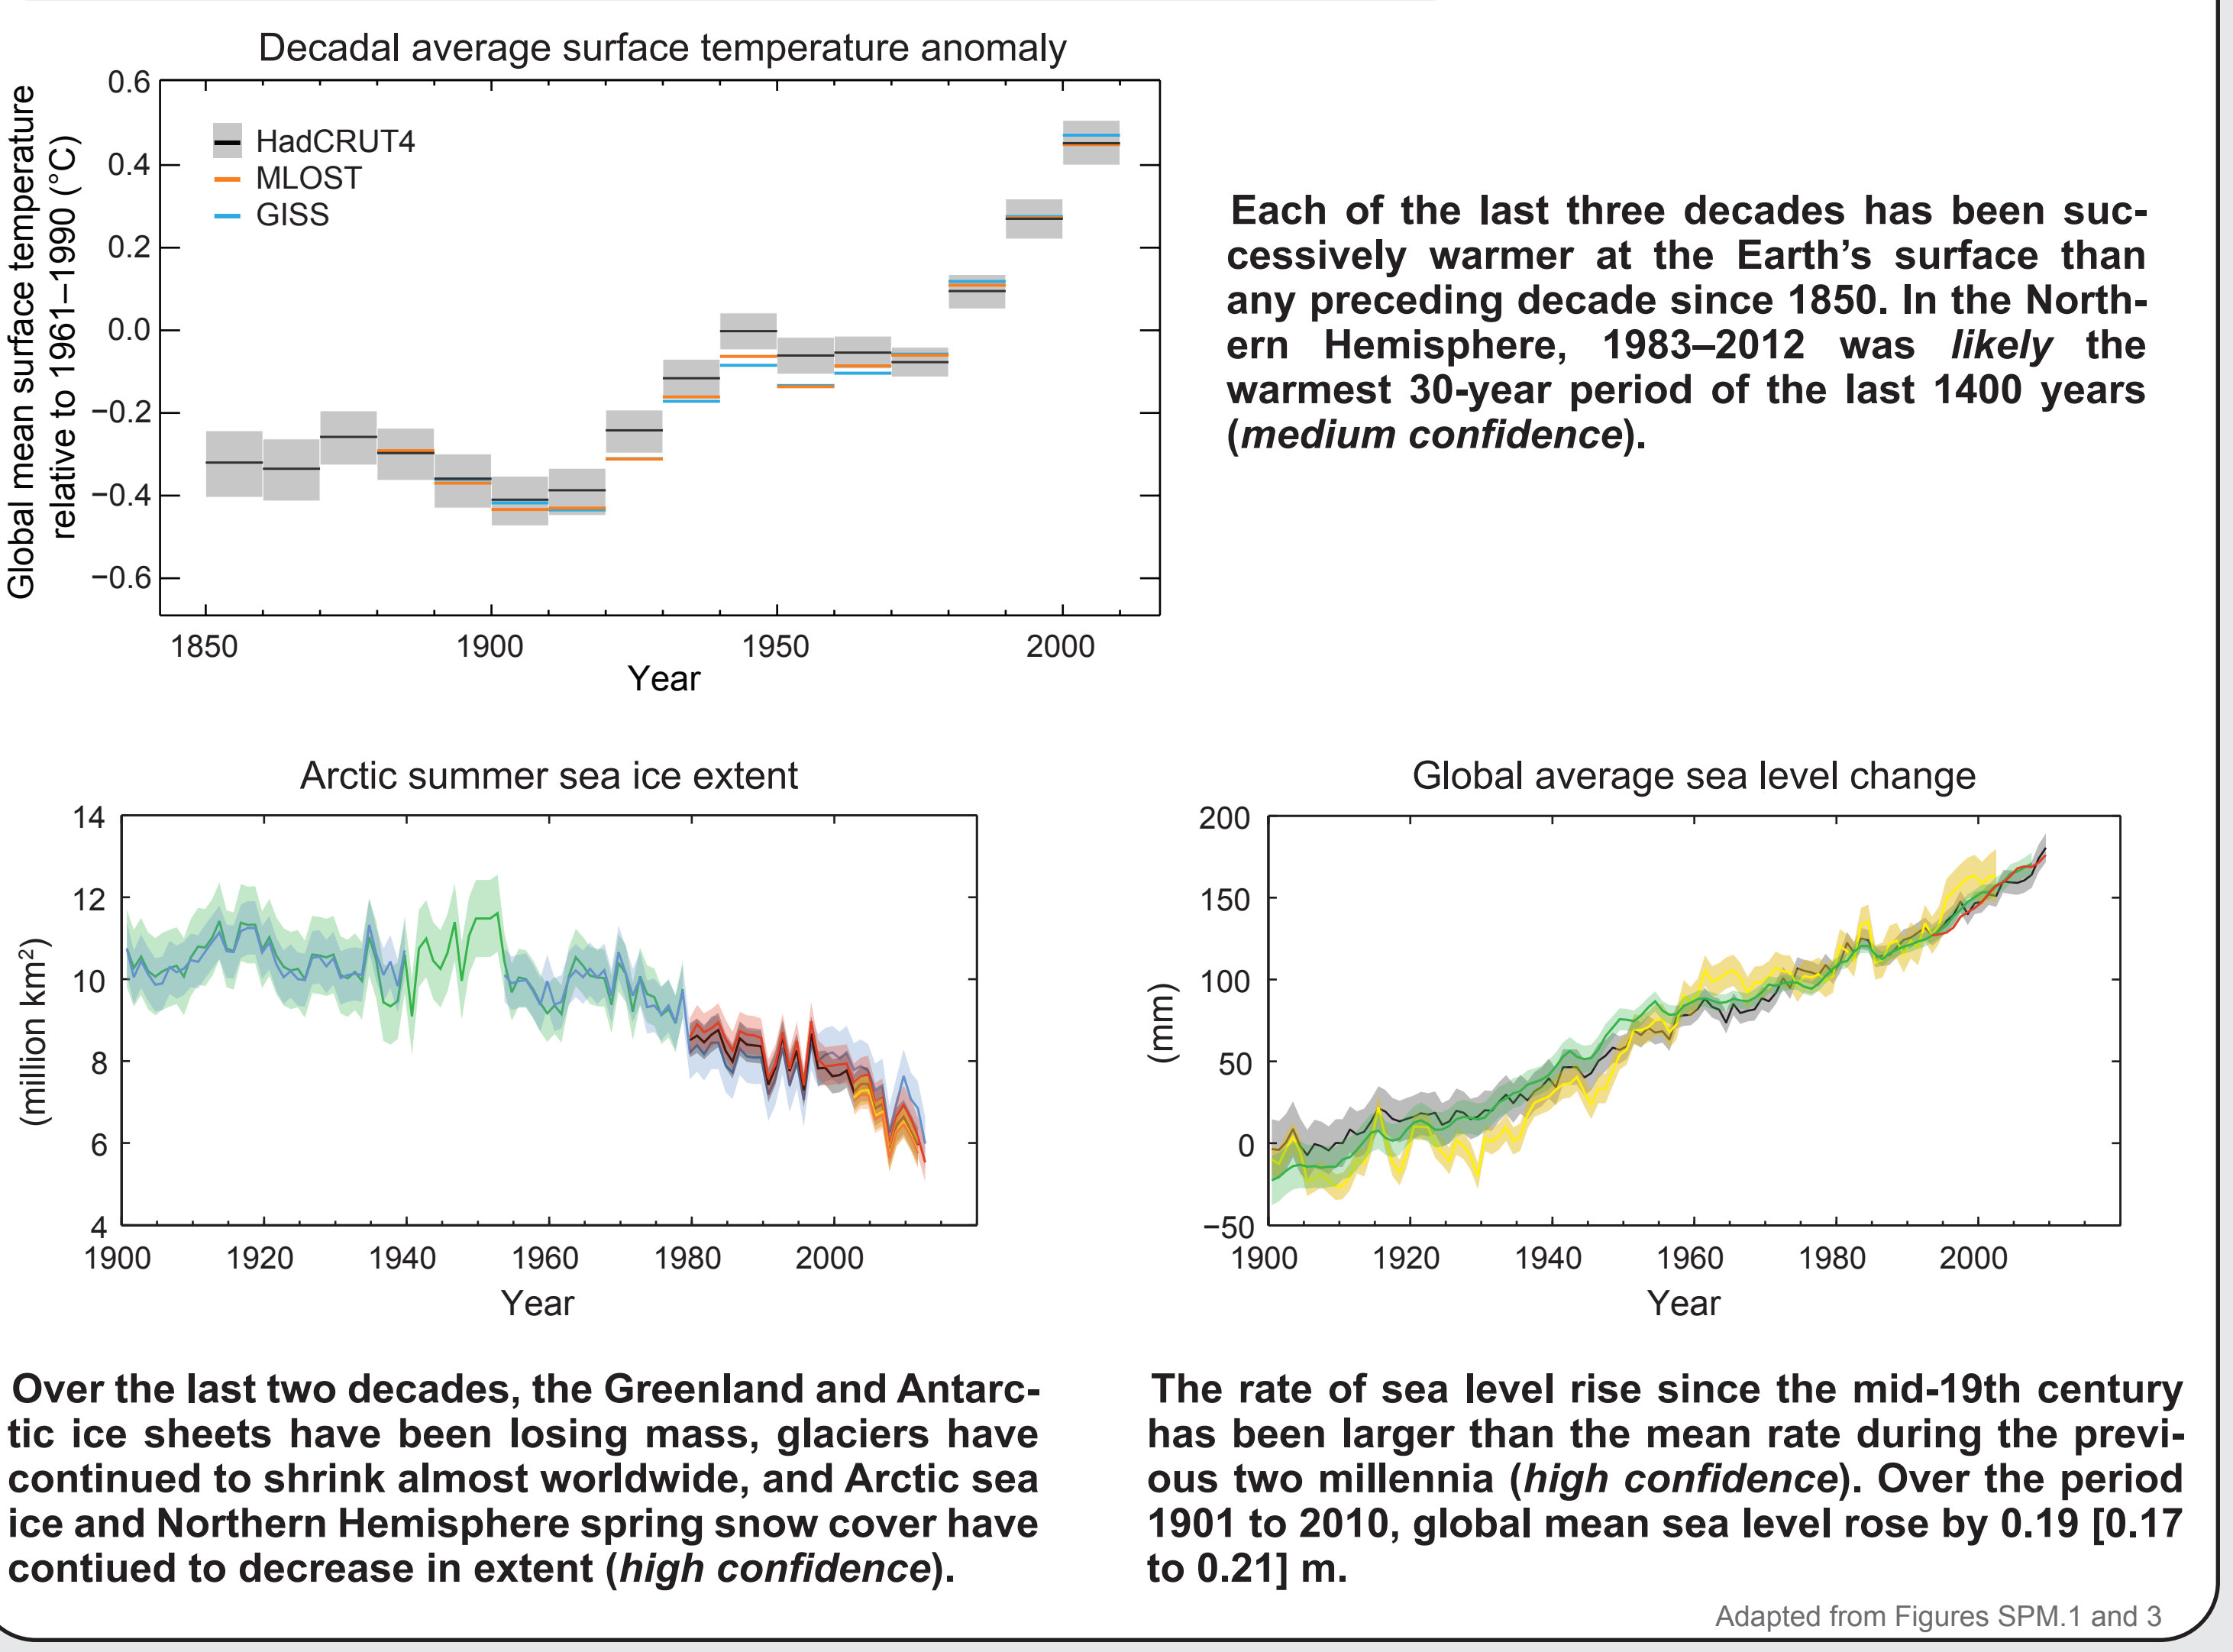 Decadal average surface temperature anomaly
Global mean surface temperature
relative to 1961–1990 (°C)
0.6
0.4
0.2
0.0
−0.2
−0.4
−0.6
HadCRUT4
MLOST
GISS
1850 1900 1950 2000
Year
Each of the last three decades has been suc-
cessively warmer at the Earth’s surface than
any preceding decade since 1850. In the North-
ern Hemisphere, 1983–2012 was likely the
warmest 30-year period of the last 1400 years
(medium confidence).
Arctic summer sea ice extent
(million km²)
14
12
10
8
6
4
1900 1920 1940 1960 1980 2000
Year
Global average sea level change
(mm)
200
150
100
50
0
−50
1900 1920 1940 1960 1980 2000
Year
Over the last two decades, the Greenland and Antarc-
tic ice sheets have been losing mass, glaciers have
continued to shrink almost worldwide, and Arctic sea
ice and Northern Hemisphere spring snow cover have
contiued to decrease in extent (high confidence).
The rate of sea level rise since the mid-19th century
has been larger than the mean rate during the previ-
ous two millennia (high confidence). Over the period
1901 to 2010, global mean sea level rose by 0.19 [0.17
to 0.21] m.
Adapted from Figures SPM.1 and 3